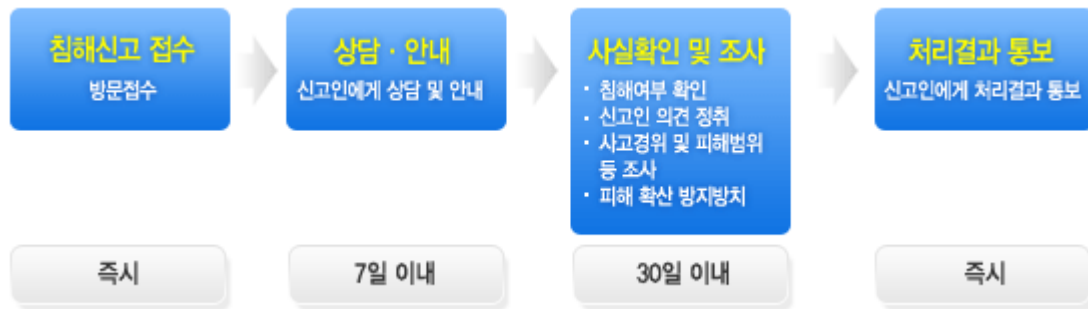 침해신고 접수
방문접수
상담 · 안내
신고인에게 상담 및 안내
사실확인 및 조사
· 침해여부 확인
· 신고인 의견 정취
· 사고경위 및 피해범위
등 조사
· 피해 확산 방지방치
처리결과 통보
신고인에게 처리결과 통보
즉시
7일 이내
30일 이내
즉시